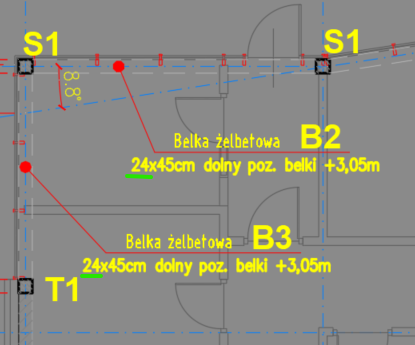 S1
S1
8.8°
Belka żelbetowa B2
24x45cm dolny poz. belki +3,05m
Belka żelbetowa B3
24x45cm dolny poz. belki +3,05m
T1